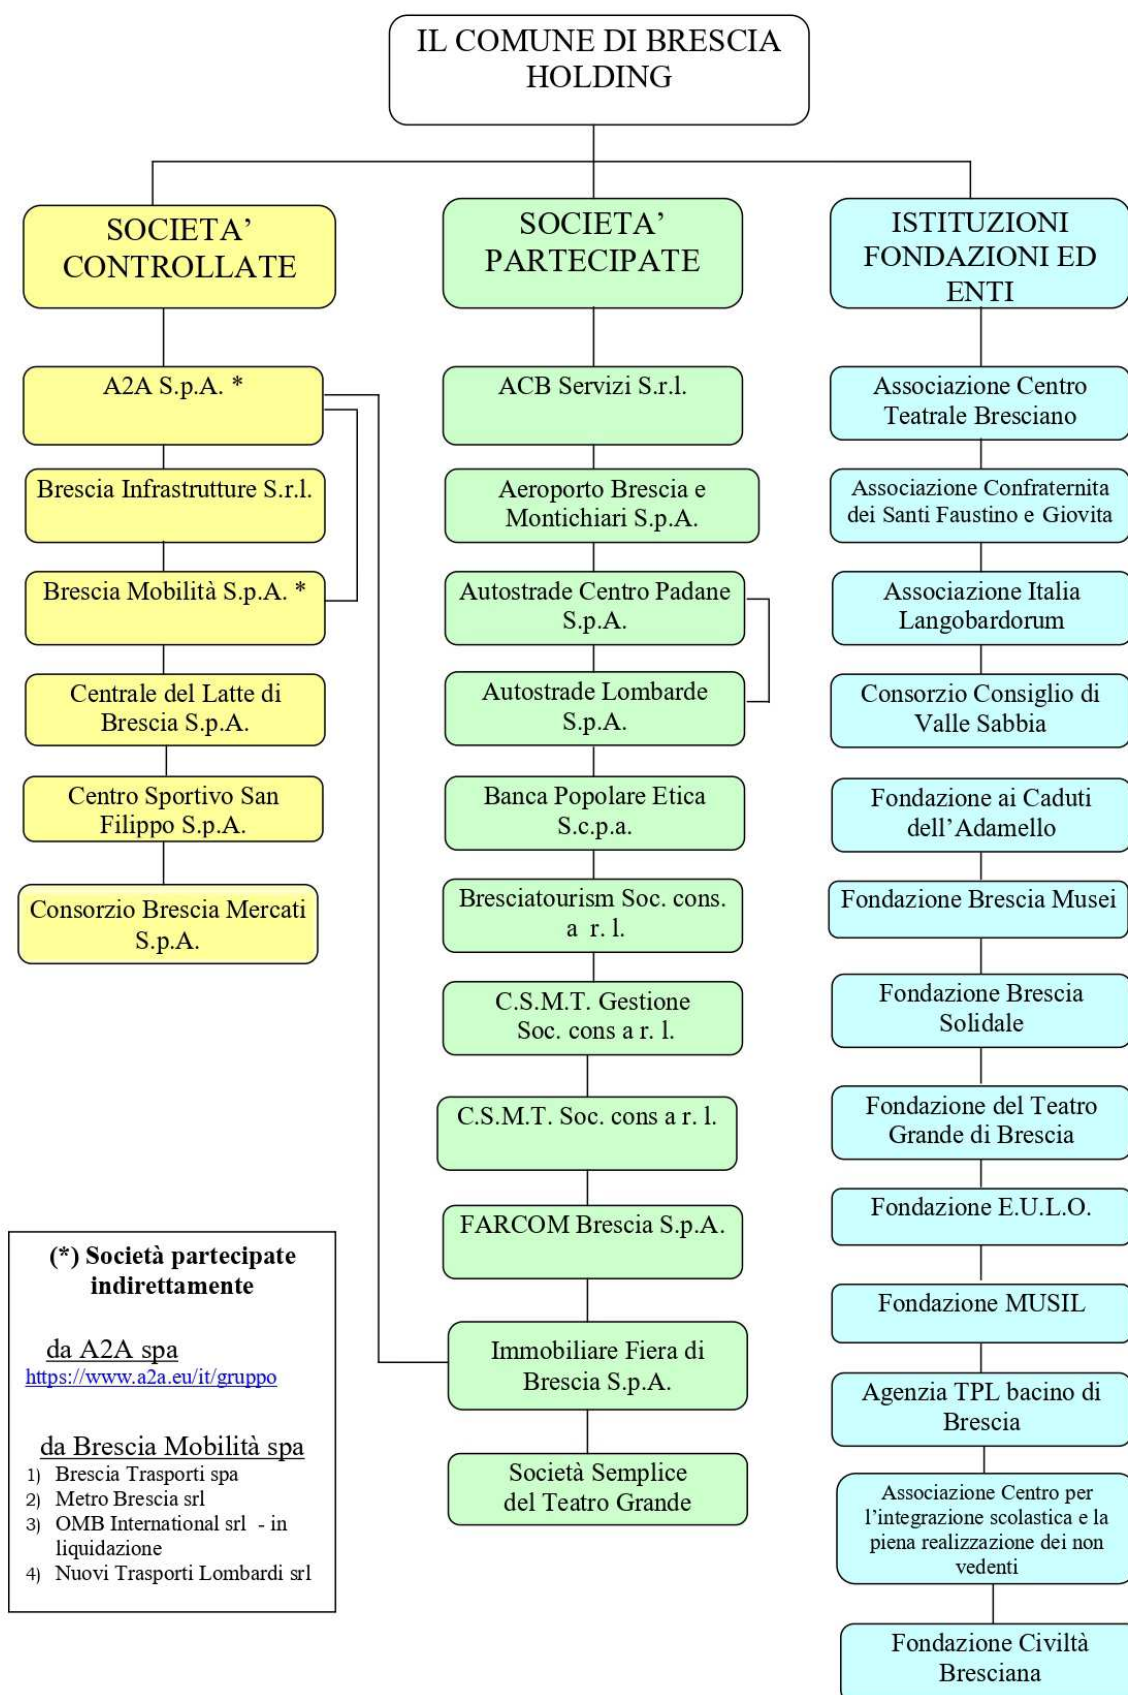 IL COMUNE DI BRESCIA
HOLDING
SOCIETA’
CONTROLLATE
A2A S.p.A. *
Brescia Infrastrutture S.r.l.
Brescia Mobilità S.p.A. *
Centrale del Latte di
Brescia S.p.A.
Centro Sportivo San
Filippo S.p.A.
Consorzio Brescia Mercati
S.p.A.
SOCIETA’
PARTECIPATE
ACB Servizi S.r.l.
Aeroporto Brescia e
Montichiari S.p.A.
Autostrade Centro Padane
S.p.A.
Autostrade Lombarde
S.p.A.
Banca Popolare Etica
S.c.p.a.
Bresciatourism Soc. cons.
a r. l.
C.S.M.T. Gestione
Soc. cons a r. l.
C.S.M.T. Soc. cons a r. l.
FARCOM Brescia S.p.A.
Immobiliare Fiera di
Brescia S.p.A.
Società Semplice
del Teatro Grande
ISTITUZIONI
FONDAZIONI ED
ENTI
Associazione Centro
Teatrale Bresciano
Associazione Confraternita
dei Santi Faustino e Giovita
Associazione Italia
Langobardorum
Consorzio Consiglio di
Valle Sabbia
Fondazione ai Caduti
dell’Adamello
Fondazione Brescia Musei
Fondazione Brescia
Solidale
Fondazione del Teatro
Grande di Brescia
Fondazione E.U.L.O.
Fondazione MUSIL
Agenzia TPL bacino di
Brescia
Associazione Centro per
l’integrazione scolastica e la
piena realizzazione dei non
vedenti
Fondazione Civiltà
Bresciana
(*) Società partecipate
indirettamente
da A2A spa
https://www.a2a.eu/it/gruppo
da Brescia Mobilità spa
1) Brescia Trasporti spa
2) Metro Brescia srl
3) OMB International srl - in
liquidazione
4) Nuovi Trasporti Lombardi srl